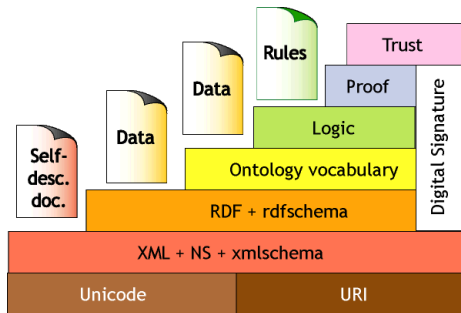 Trust
Rules
Proof
Data
Data
Logic
Digital Signature
Self-
desc.
doc.
Ontology vocabulary
RDF + rdfschema
XML + NS + xmlschema
Unicode
URI